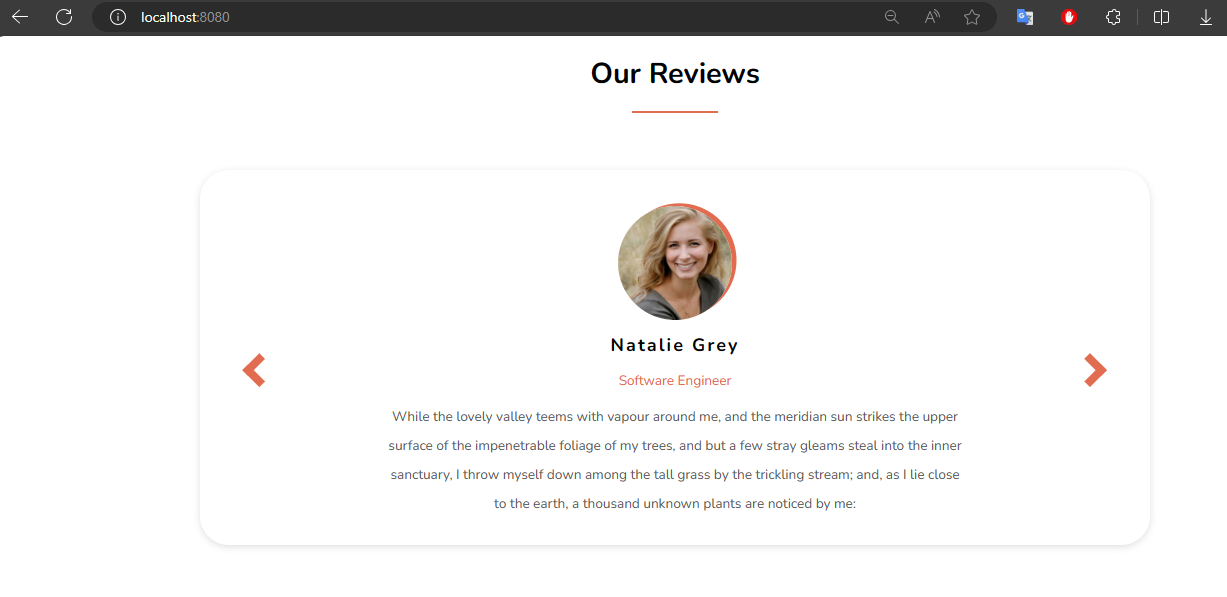 localhost:8080
Our Reviews
Natalie Grey
Software Engineer
While the lovely valley teems with vapour around me, and the meridian sun strikes the upper
surface of the impenetrable foliage of my trees, and but a few stray gleams steal into the inner
sanctuary, I throw myself down among the tall grass by the trickling stream; and, as I lie close
to the earth, a thousand unknown plants are noticed by me: